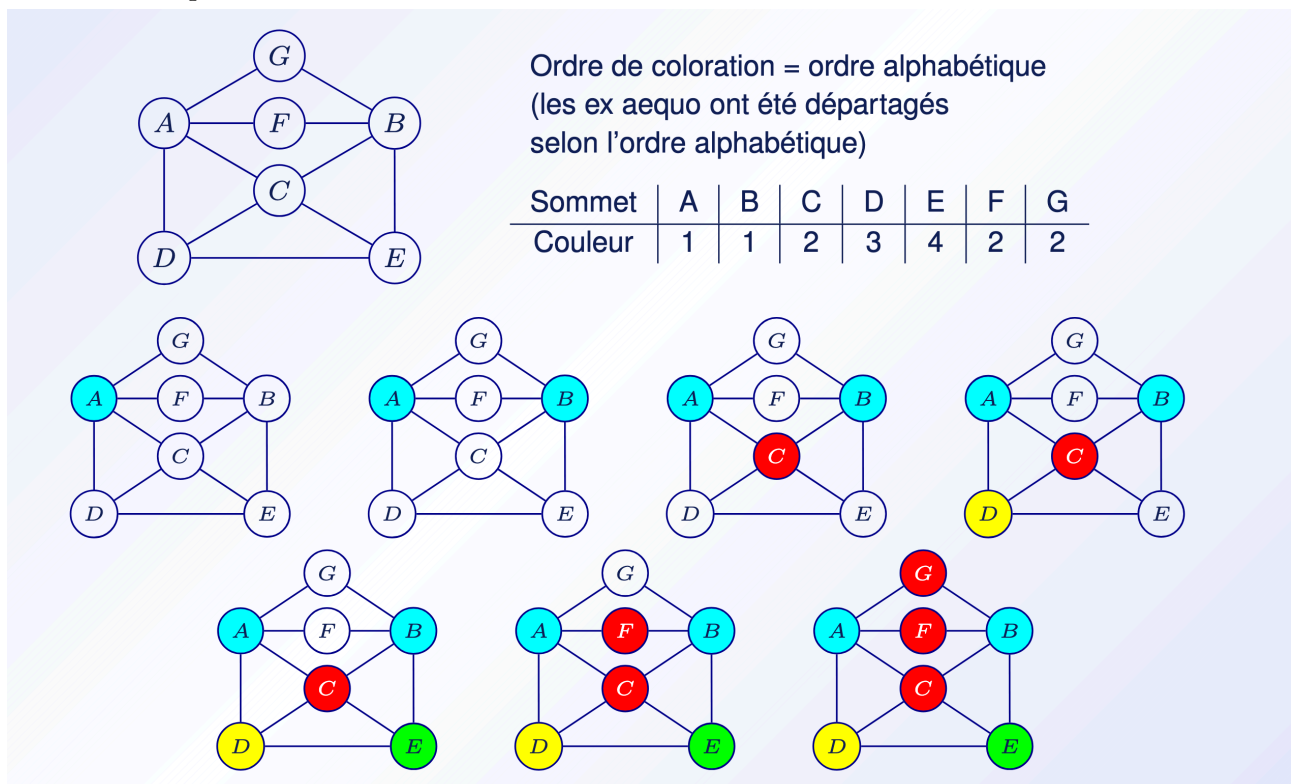 G
Ordre de coloration = ordre alphabétique
(les ex aequo ont été départagés
selon l'ordre alphabétique)
A F B
C
D E
Sommet A B C D E F G
Couleur 1 1 2 3 4 2 2
G G G G
A F B A F B A F B A F B
C C C C
D E D E D E D E
G G G
A F B A F B A F B
C C C
D E D E D E